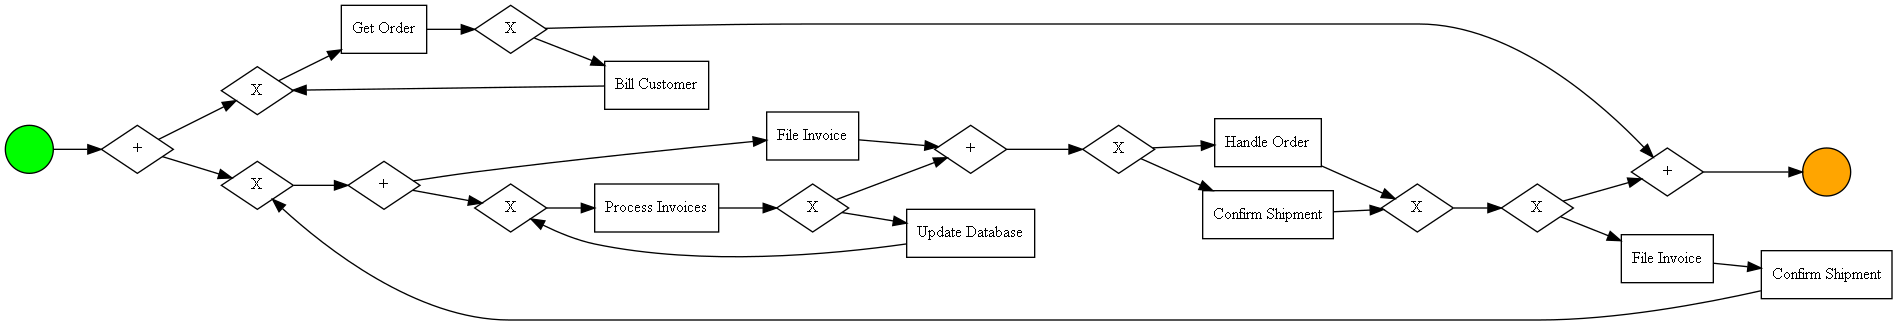 Get Order
X
X
Bill Customer
+
File Invoice
+
X
Handle Order
X
+
X
Process Invoices
X
Update Database
Confirm Shipment
X
X
+
File Invoice
Confirm Shipment